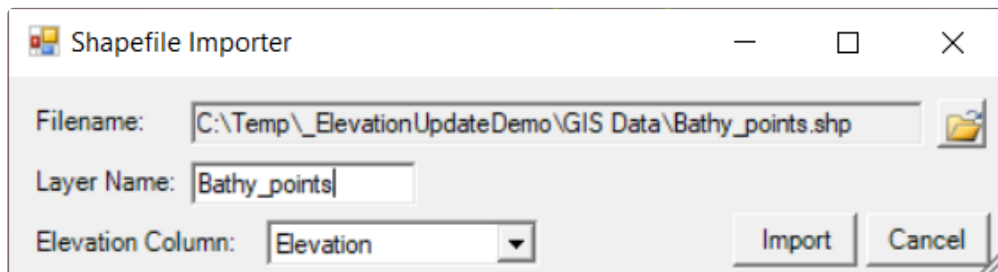 Shapefile Importer
Filename: C:\Temp\_ElevationUpdateDemo\GIS Data\Bathy_points.shp
Layer Name: Bathy_points
Elevation Column: Elevation Import Cancel